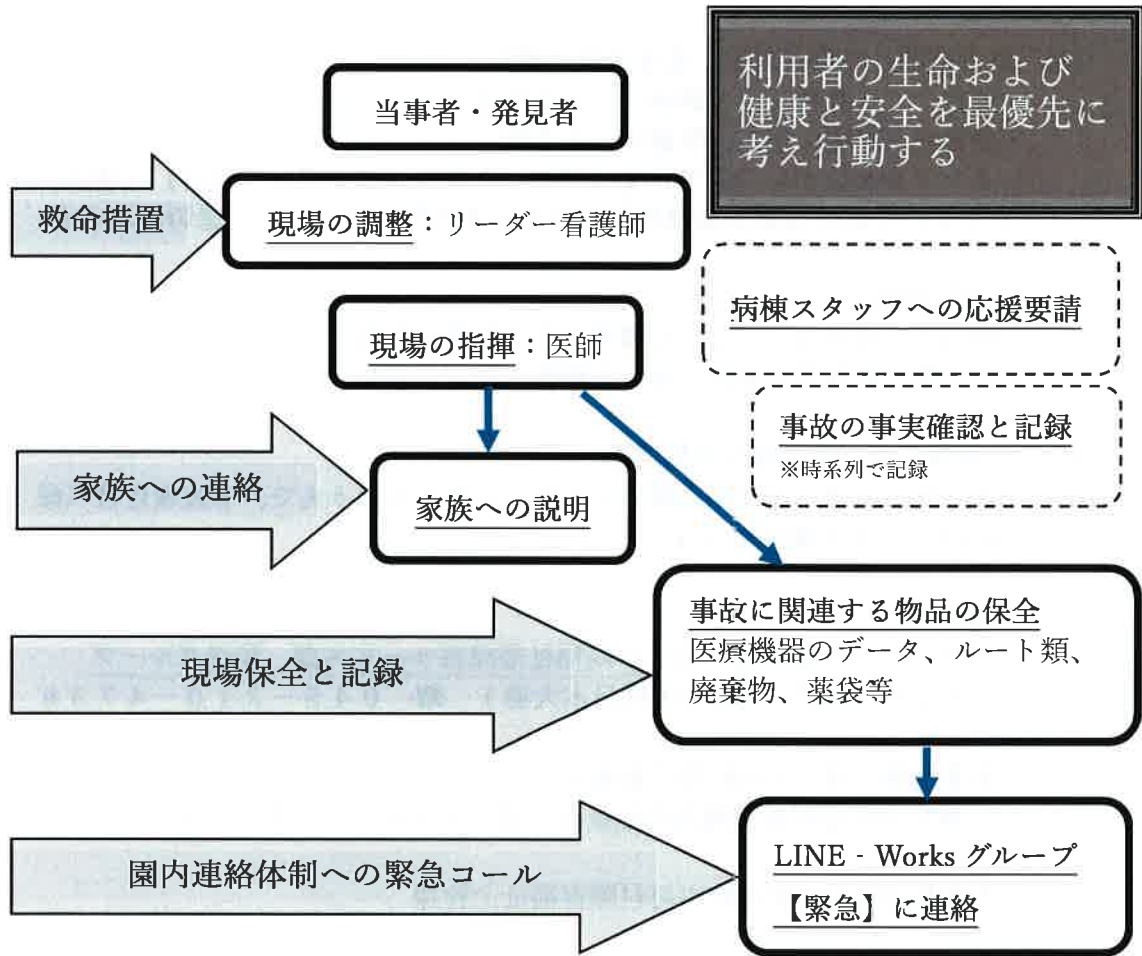 利用者の生命および
健康と安全を最優先に
考え行動する
当事者・発見者
救命措置
現場の調整：リーダー看護師
病棟スタッフへの応援要請
現場の指揮：医師
事故の事実確認と記録
※時系列で記録
家族への連絡
家族への説明
現場保全と記録
事故に関連する物品の保全
医療機器のデータ、ルート類、
廃棄物、薬袋等
園内連絡体制への緊急コール
LINE - Works グループ
【緊急】に連絡